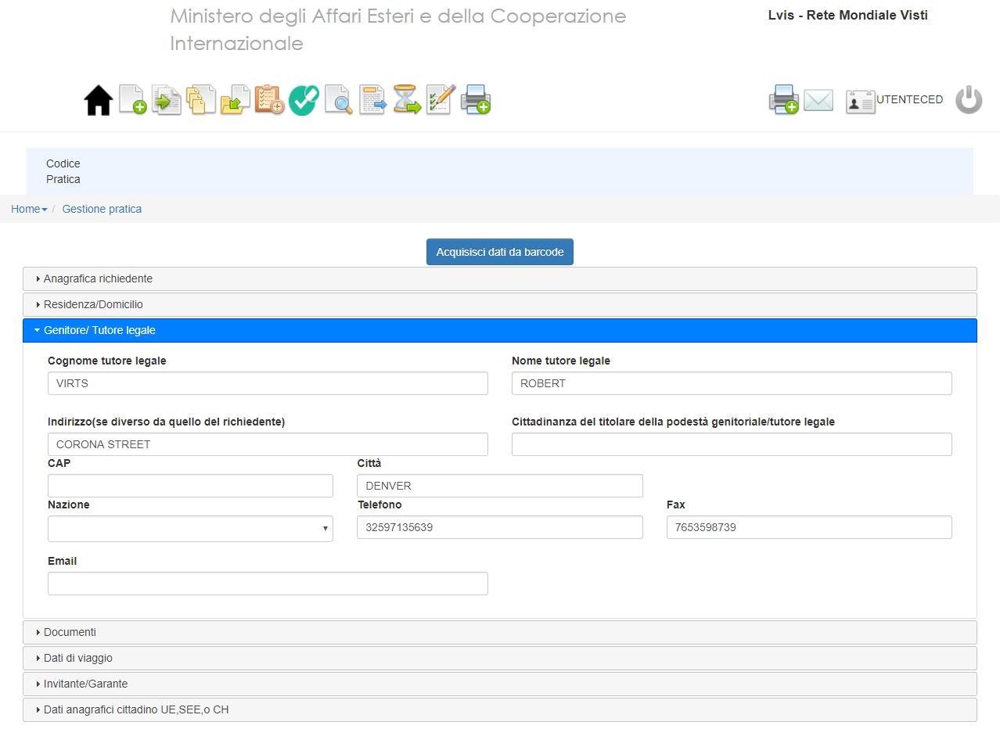 Ministero degli Affari Esteri e della Cooperazione
Internazionale
Lvis - Rete Mondiale Visti
UTENTECED
Codice
Pratica
Home / Gestione pratica
Acquisisci dati da barcode
Anagrafica richiedente
Residenza/Domicilio
Genitore/ Tutore legale
Cognome tutore legale
Nome tutore legale
VIRTS
ROBERT
Indirizzo(se diverso da quello del richiedente)
Cittadinanza del titolare della podestà genitoriale/tutore legale
CORONA STREET
CAP
Città
DENVER
Nazione
Telefono
Fax
32597135639
7653598739
Email
Documenti
Dati di viaggio
Invitante/Garante
Dati anagrafici cittadino UE,SEE,o CH